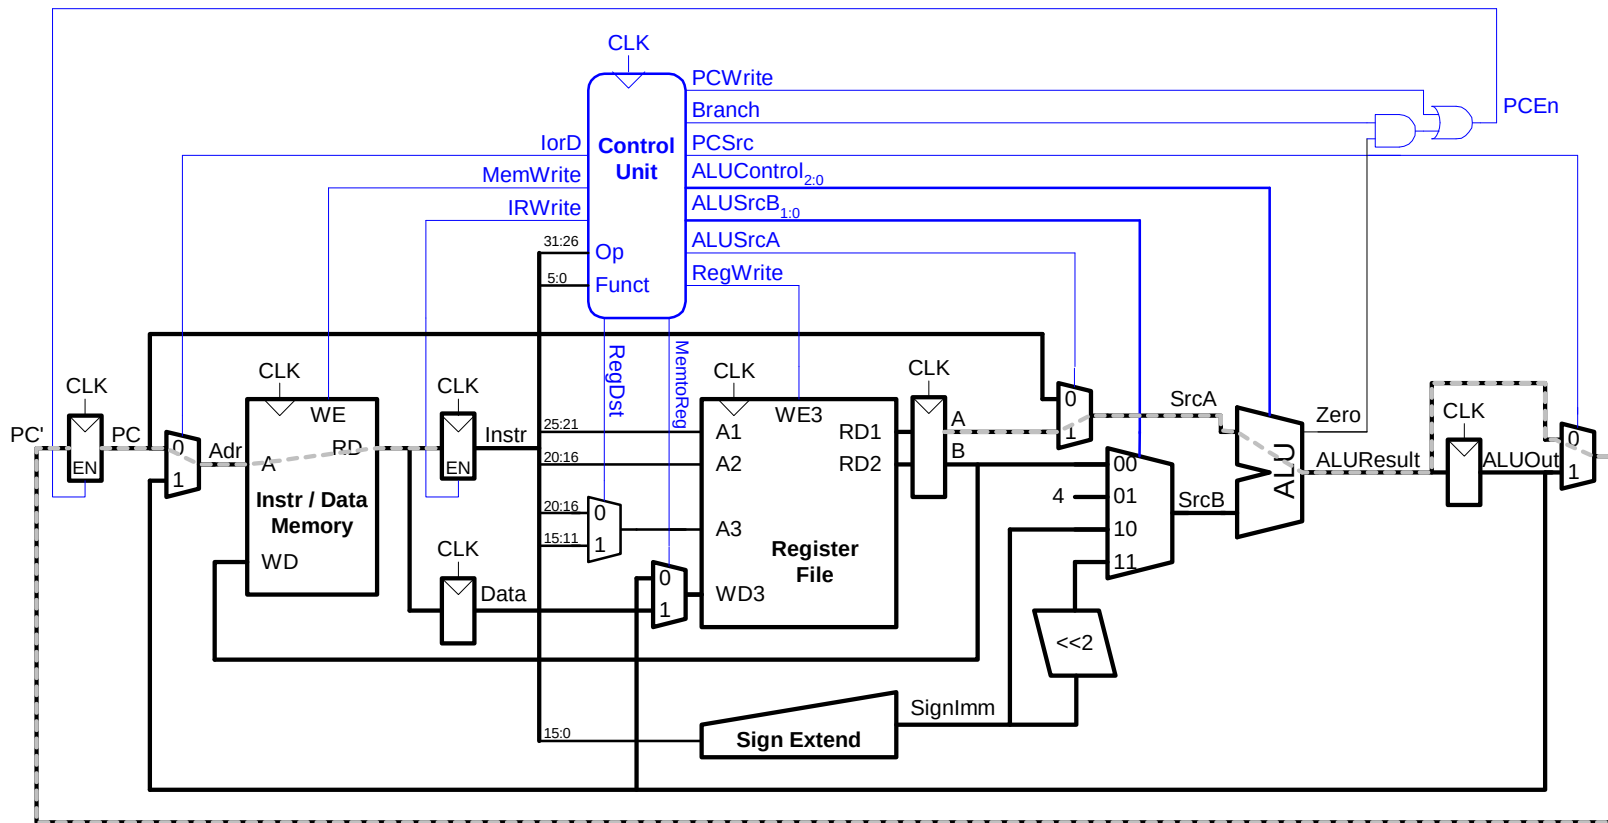 CLK
PCWrite
Branch
PCEn
IorD
Control
Unit
PCSrc
MemWrite
ALUControl2:0
IRWrite
ALUSrcB1:0
31:26
Op
ALUSrcA
5:0
Funct
RegWrite
RegDst
MemtoReg
CLK
CLK
CLK
CLK
CLK
WE
WE3
0
SrcA
Zero
CLK
PC'
PC
EN
0
1
Adr
A
RD
EN
Instr
25:21
A1
RD1
A
1
20:16
A2
RD2
B
00
ALU
ALUResult
ALUOut
0
1
Instr / Data
Memory
4
01
SrcB
20:16
0
15:11
1
A3
10
WD
CLK
Register
File
11
Data
0
1
WD3
<<2
SignImm
15:0
Sign Extend